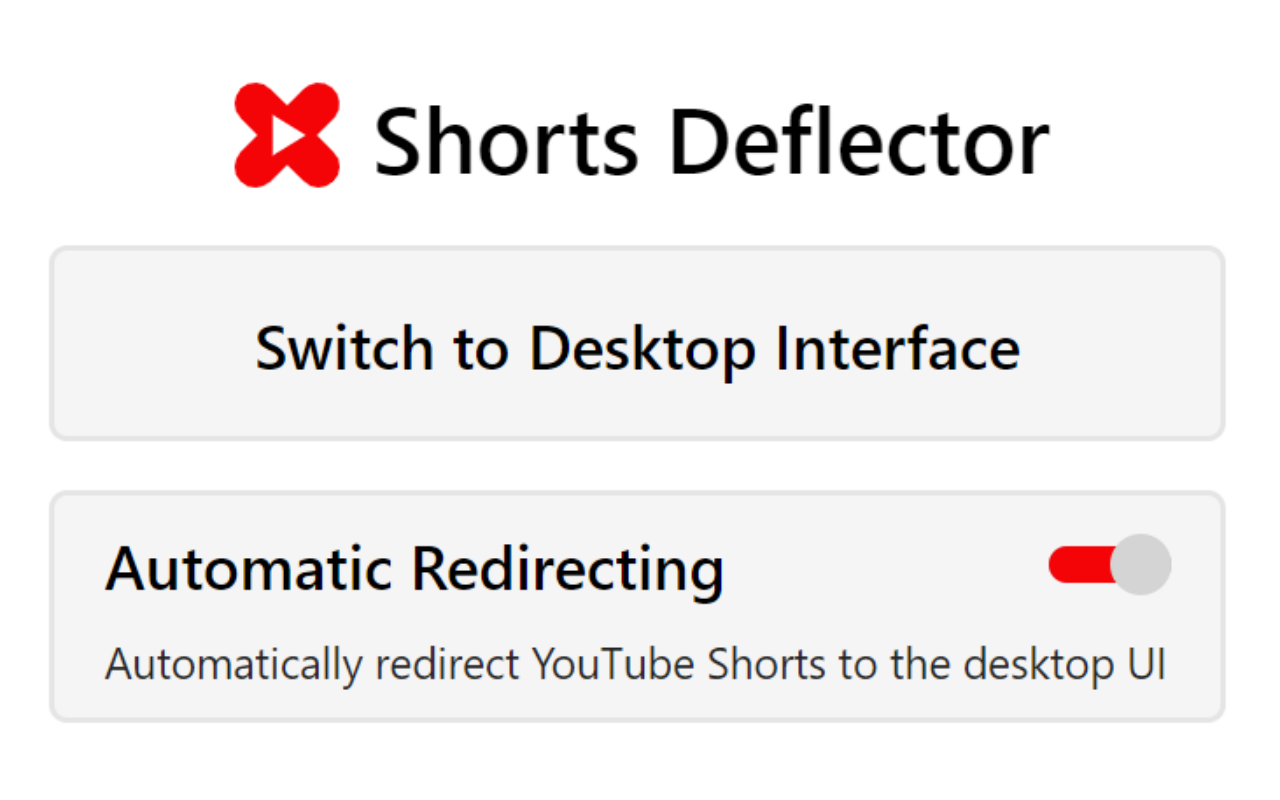 Shorts Deflector
Switch to Desktop Interface
Automatic Redirecting
Automatically redirect YouTube Shorts to the desktop UI